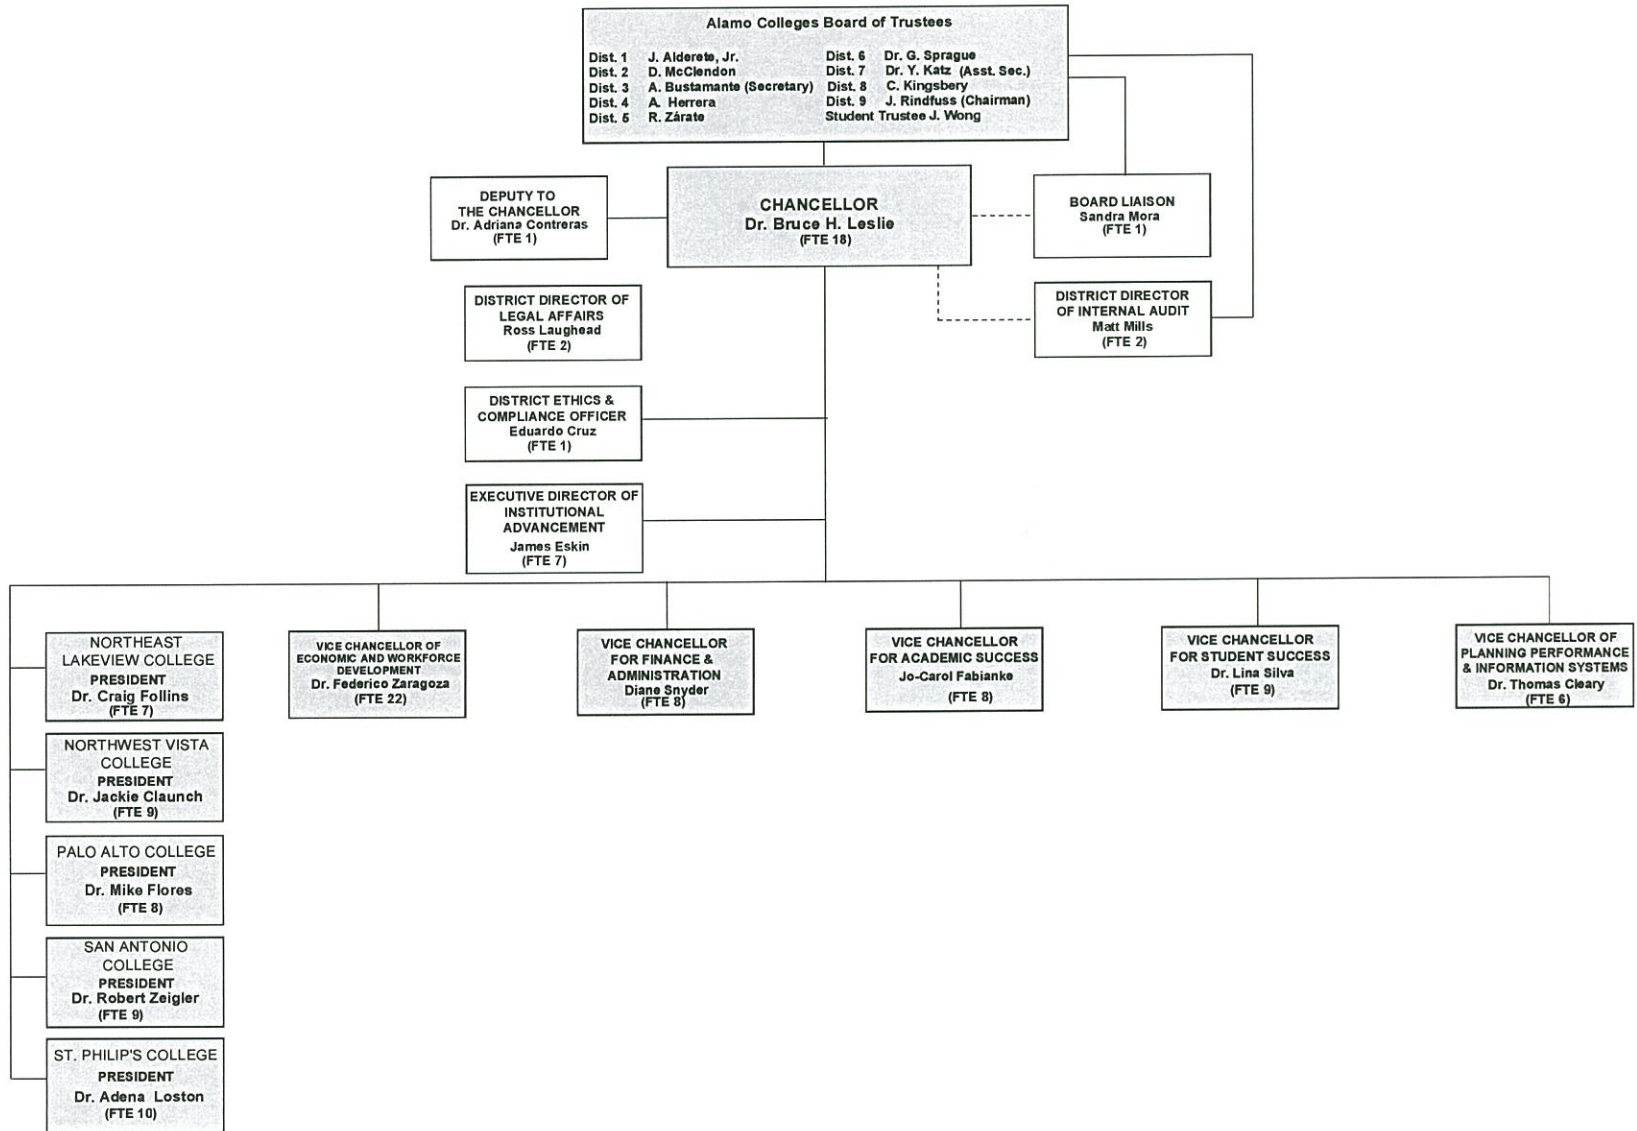 Alamo Colleges Board of Trustees
Dist. 1 J. Alderete, Jr.
Dist. 2 D. McClendon
Dist. 3 A. Bustamante (Secretary)
Dist. 4 A. Herrera
Dist. 5 R. Zárate
Dist. 6 Dr. G. Sprague
Dist. 7 Dr. Y. Katz (Asst. Sec.)
Dist. 8 C. Kingsbery
Dist. 9 J. Rindfuss (Chairman)
Student Trustee J. Wong
DEPUTY TO
THE CHANCELLOR
Dr. Adriana Contreras
(FTE 1)
CHANCELLOR
Dr. Bruce H. Leslie
(FTE 18)
BOARD LIAISON
Sandra Mora
(FTE 1)
DISTRICT DIRECTOR OF
LEGAL AFFAIRS
Ross Laughead
(FTE 2)
DISTRICT DIRECTOR
OF INTERNAL AUDIT
Matt Mills
(FTE 2)
DISTRICT ETHICS &
COMPLIANCE OFFICER
Eduardo Cruz
(FTE 1)
EXECUTIVE DIRECTOR OF
INSTITUTIONAL
ADVANCEMENT
James Eskin
(FTE 7)
NORTHEAST
LAKEVIEW COLLEGE
PRESIDENT
Dr. Craig Follins
(FTE 7)
VICE CHANCELLOR OF
ECONOMIC AND WORKFORCE
DEVELOPMENT
Dr. Federico Zaragoza
(FTE 22)
VICE CHANCELLOR
FOR FINANCE &
ADMINISTRATION
Diane Snyder
(FTE 8)
VICE CHANCELLOR
FOR ACADEMIC SUCCESS
Jo-Carol Fabianke
(FTE 8)
VICE CHANCELLOR
FOR STUDENT SUCCESS
Dr. Lina Silva
(FTE 9)
VICE CHANCELLOR OF
PLANNING PERFORMANCE
& INFORMATION SYSTEMS
Dr. Thomas Cleary
(FTE 6)
NORTHWEST VISTA
COLLEGE
PRESIDENT
Dr. Jackie Claunch
(FTE 9)
PALO ALTO COLLEGE
PRESIDENT
Dr. Mike Flores
(FTE 8)
SAN ANTONIO
COLLEGE
PRESIDENT
Dr. Robert Zeigler
(FTE 9)
ST. PHILIP'S COLLEGE
PRESIDENT
Dr. Adena Loston
(FTE 10)